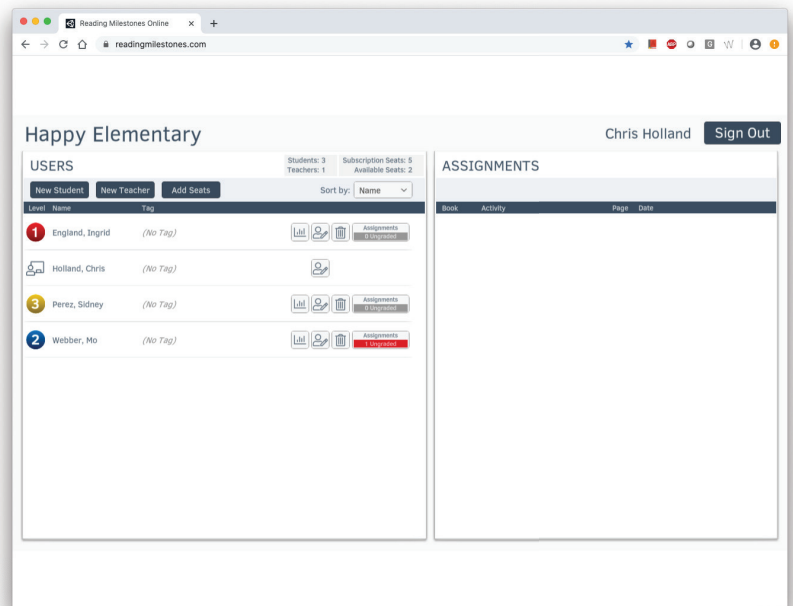 Reading Milestones Online
readingmilestones.com
ABP
G
W
Happy Elementary
Chris Holland
Sign Out
USERS
Students: 3 Subscription Seats: 5
Teachers: 1 Available Seats: 2
New Student New Teacher Add Seats Sort by: Name
Level Name Tag
1 England, Ingrid (No Tag) Assignments
0 Ungraded
Holland, Chris (No Tag)
3 Perez, Sidney (No Tag) Assignments
0 Ungraded
2 Webber, Mo (No Tag) Assignments
1 Ungraded
ASSIGNMENTS
Book Activity Page Date